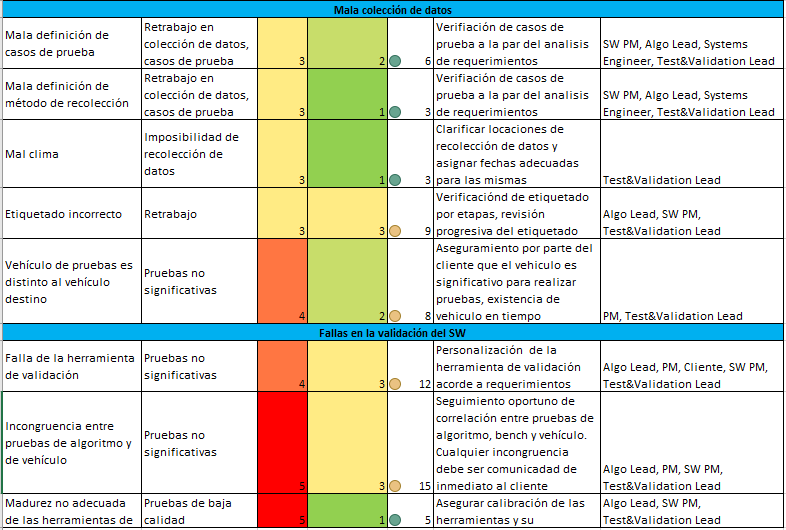 Mala colección de datos
Mala definición de
casos de prueba
Retrabajo en
colección de datos,
casos de prueba
3
2
6
Verifiación de casos de
prueba a la par del analisis
de requerimientos
SW PM, Algo Lead, Systems
Engineer, Test&Validation Lead
Mala definición de
método de recolección
Retrabajo en
colección de datos,
casos de prueba
3
1
3
Verifiación de casos de
prueba a la par del analisis
de requerimientos
SW PM, Algo Lead, Systems
Engineer, Test&Validation Lead
Mal clima
Imposibilidad de
recolección de
datos
3
1
3
Clarificar locaciones de
recolección de datos y
asignar fechas adecuadas
para las mismas
Test&Validation Lead
Etiquetado incorrecto
Retrabajo
3
3
9
Verificaciónd de etiquetado
por etapas, revisión
progresiva del etiquetado
Algo Lead, SW PM,
Test&Validation Lead
Vehículo de pruebas es
distinto al vehículo
destino
Pruebas no
significativas
4
2
8
Aseguramiento por parte del
cliente que el vehiculo es
significativo para realizar
pruebas, existencia de
vehiculo en tiempo
PM, Test&Validation Lead
Fallas en la validación del SW
Falla de la herramienta
de validación
Pruebas no
significativas
4
3
12
Personalización de la
herramienta de validación
acorde a requerimientos
Algo Lead, PM, Cliente, SW PM,
Test&Validation Lead
Incongruencia entre
pruebas de algoritmo y
de vehículo
Pruebas no
significativas
5
3
15
Seguimiento oportuno de
correlación entre pruebas de
algoritmo, bench y vehículo.
Cualquier incongruencia
debe ser comunicadad de
inmediato al cliente
Algo Lead, PM, SW PM,
Test&Validation Lead
Madurez no adecuada
de las herramientas de
Pruebas de baja
calidad
5
1
5
Asegurar calibración de las
herramientas y su
Algo Lead, SW PM,
Test&Validation Lead